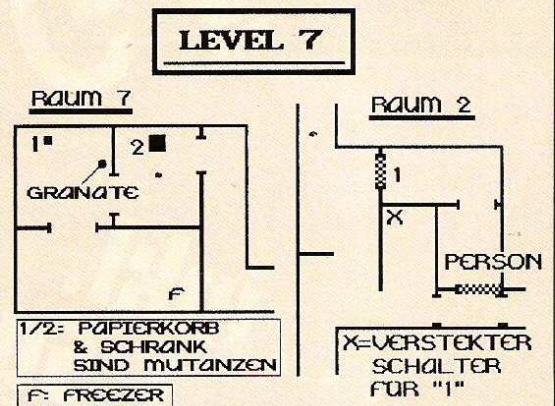 LEVEL 7
RAUM 7
1
2
GRANATE
F
1/2: PAPIERKORB
& SCHRANK
SIND MUTANZEN
F: FREEZER
RAUM 2
1
X
PERSON
X=VERSTEKTER
SCHALTER
FÜR "1"